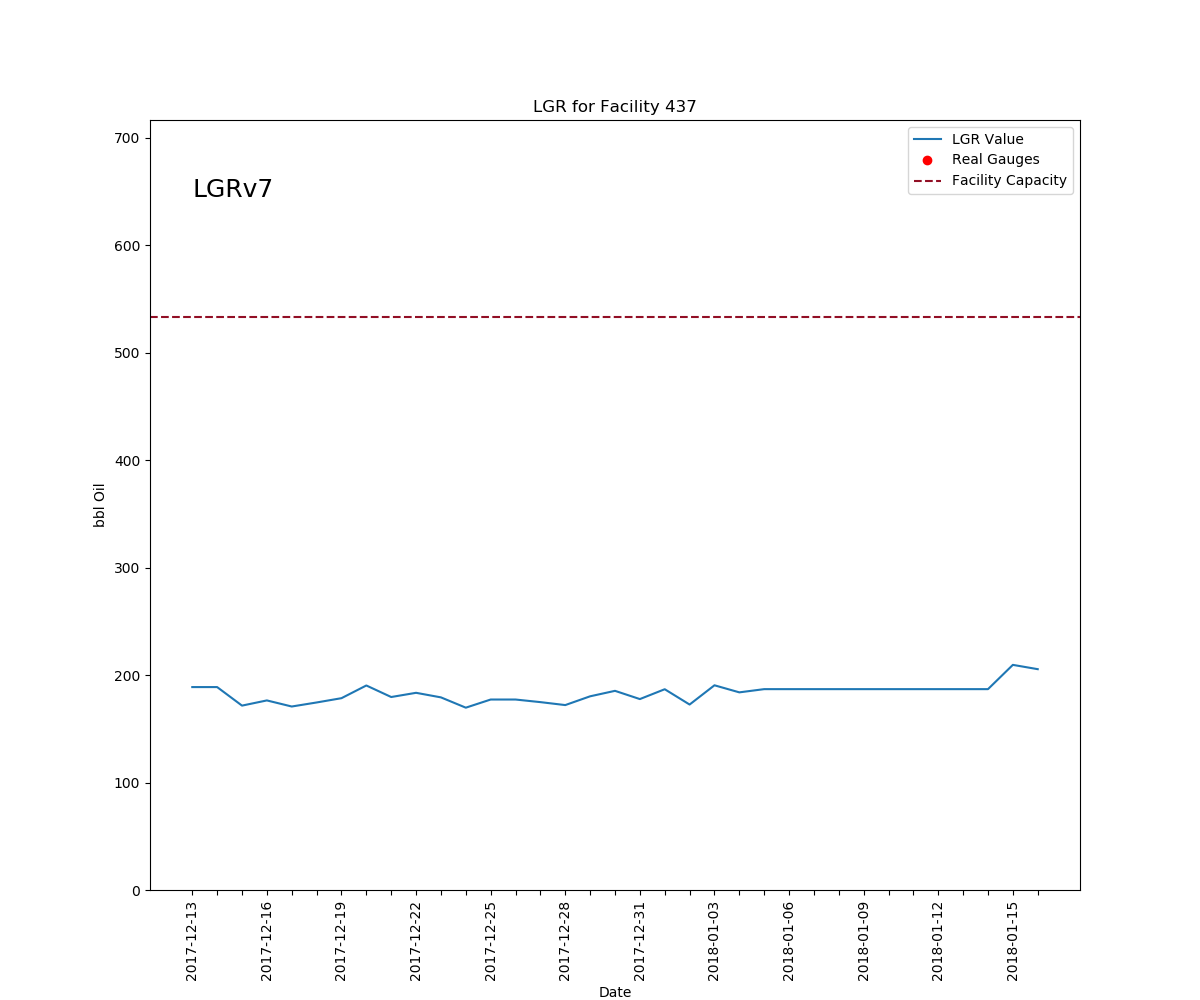 LGR for Facility 437
LGRv7
LGR Value
Real Gauges
Facility Capacity
700
600
500
400
300
200
100
0
bbl Oil
2017-12-13
2017-12-16
2017-12-19
2017-12-22
2017-12-25
2017-12-28
2017-12-31
2018-01-03
2018-01-06
2018-01-09
2018-01-12
2018-01-15
Date